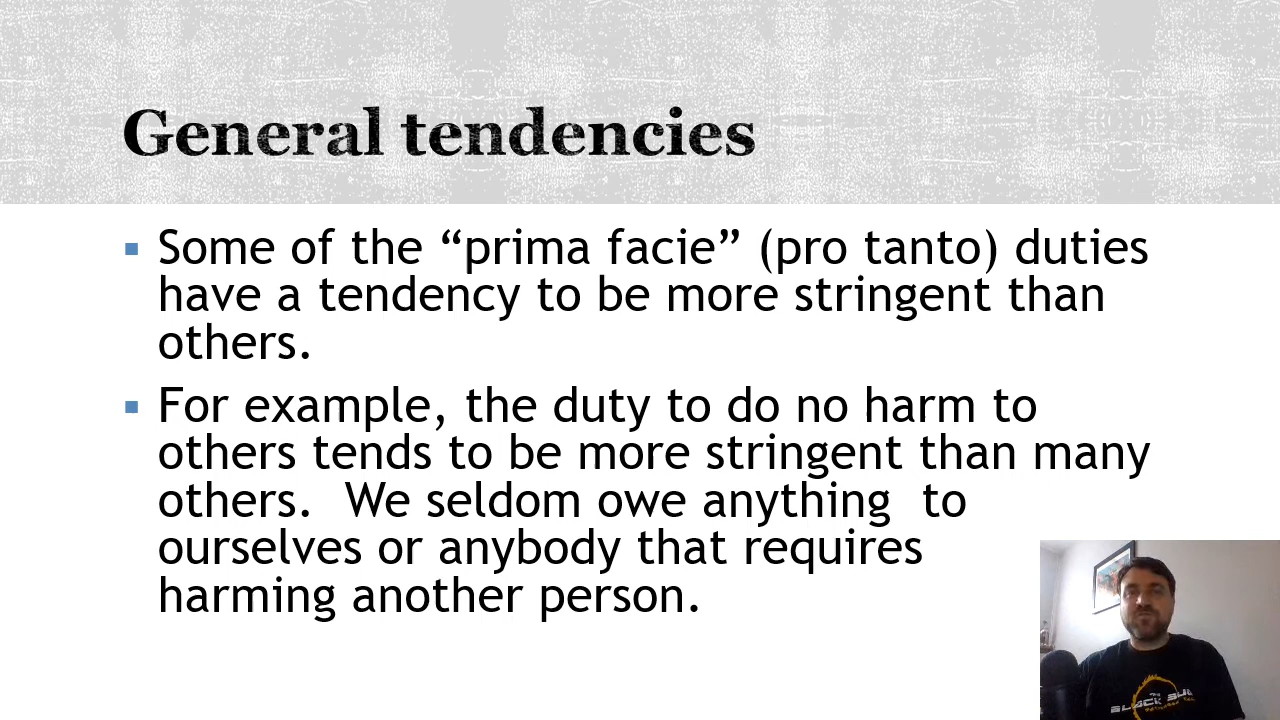 General tendencies
Some of the “prima facie” (pro tanto) duties
have a tendency to be more stringent than
others.
For example, the duty to do no harm to
others tends to be more stringent than many
others.  We seldom owe anything  to
ourselves or anybody that requires
harming another person.
BLACK SUN